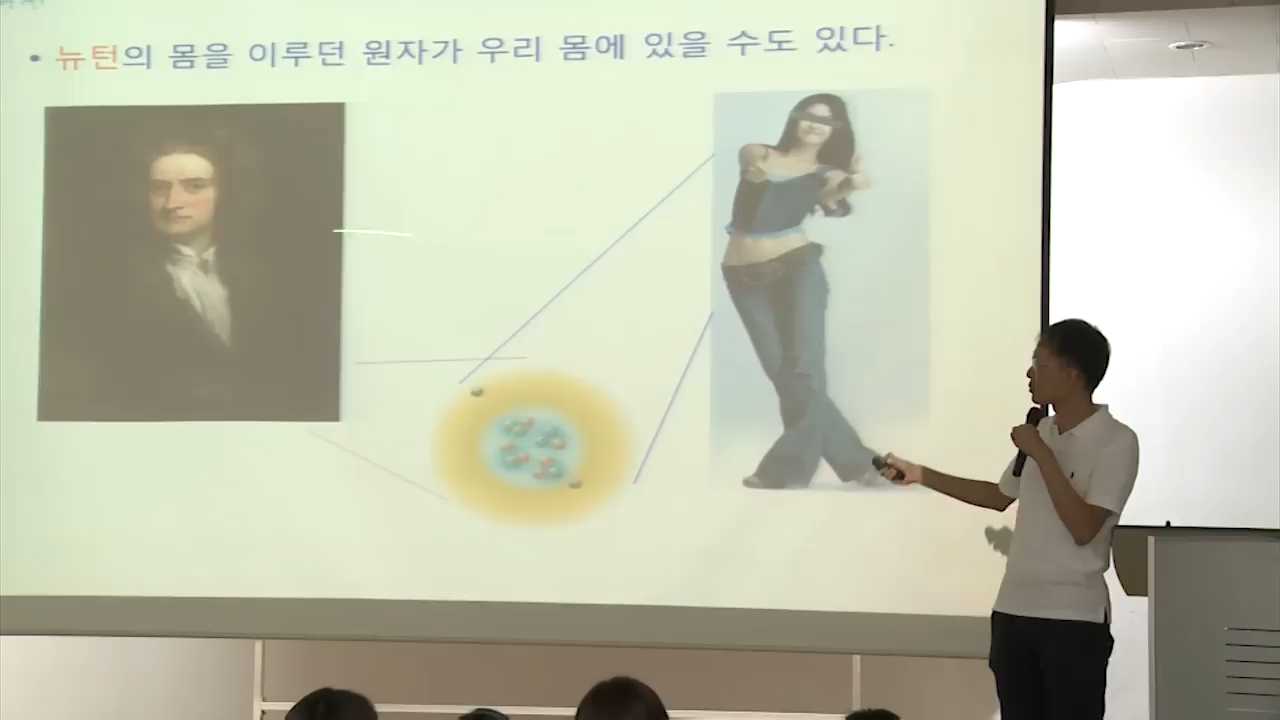 • 뉴턴의 몸을 이루던 원자가 우리 몸에 있을 수도 있다.